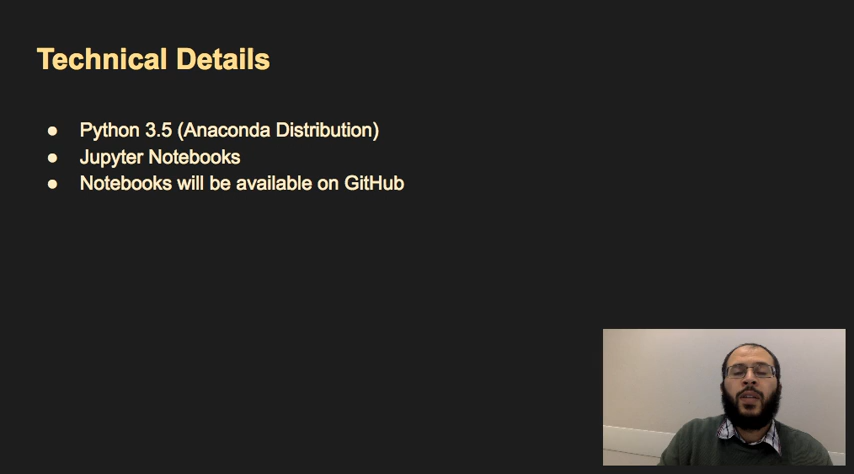 Technical Details
● Python 3.5 (Anaconda Distribution)
● Jupyter Notebooks
● Notebooks will be available on GitHub